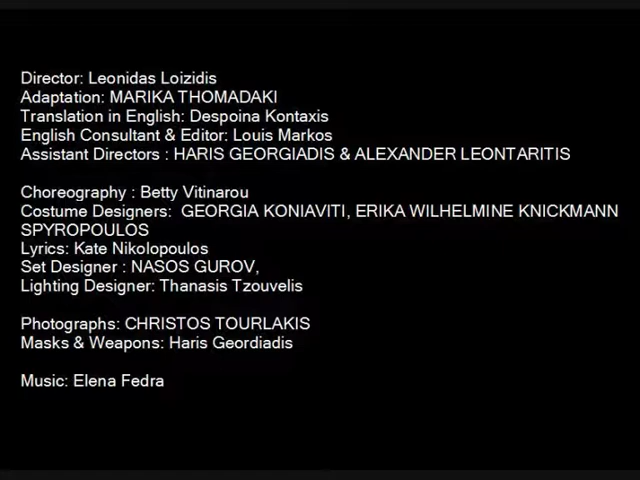 Director: Leonidas Loizidis
Adaptation: MARIKA THOMADAKI
Translation in English: Despoina Kontaxis
English Consultant & Editor: Louis Markos
Assistant Directors : HARIS GEORGIADIS & ALEXANDER LEONTARITIS
Choreography : Betty Vitinarou
Costume Designers:  GEORGIA KONIAVITI, ERIKA WILHELMINE KNICKMANN
SPYROPOULOS
Lyrics: Kate Nikolopoulos
Set Designer : NASOS GUROV,
Lighting Designer: Thanasis Tzouvelis
Photographs: CHRISTOS TOURLAKIS
Masks & Weapons: Haris Geordiadis
Music: Elena Fedra